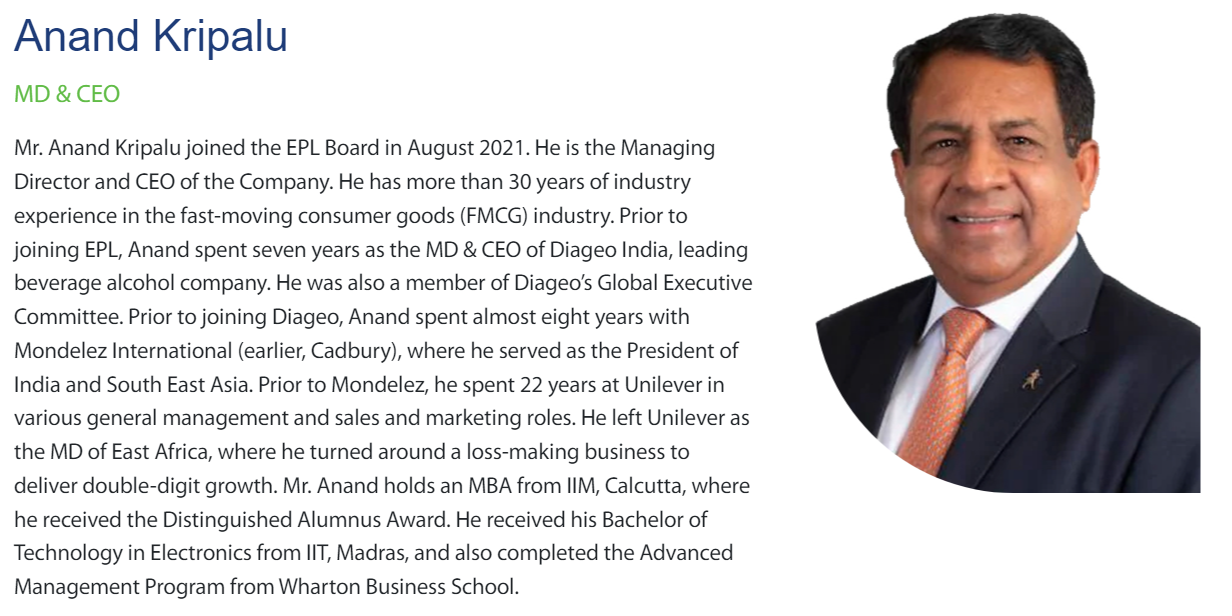 Anand Kripalu
MD & CEO
Mr. Anand Kripalu joined the EPL Board in August 2021. He is the Managing
Director and CEO of the Company. He has more than 30 years of industry
experience in the fast-moving consumer goods (FMCG) industry. Prior to
joining EPL, Anand spent seven years as the MD & CEO of Diageo India, leading
beverage alcohol company. He was also a member of Diageo’s Global Executive
Committee. Prior to joining Diageo, Anand spent almost eight years with
Mondelez International (earlier, Cadbury), where he served as the President of
India and South East Asia. Prior to Mondelez, he spent 22 years at Unilever in
various general management and sales and marketing roles. He left Unilever as
the MD of East Africa, where he turned around a loss-making business to
deliver double-digit growth. Mr. Anand holds an MBA from IIM, Calcutta, where
he received the Distinguished Alumnus Award. He received his Bachelor of
Technology in Electronics from IIT, Madras, and also completed the Advanced
Management Program from Wharton Business School.